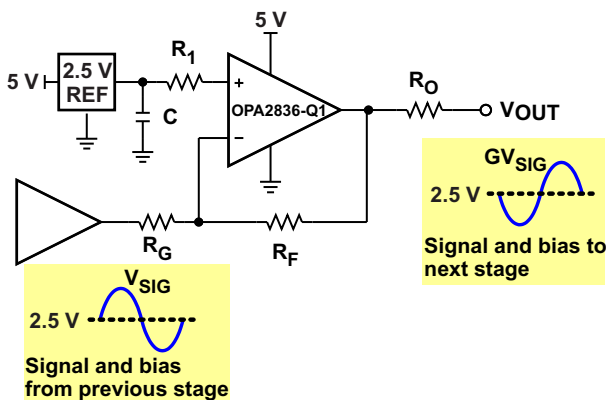 5 V
R1
5 V
2.5 V
REF
C
+
OPA2836-Q1
−
RO
VOUT
GVSIG
2.5 V
Signal and bias to
next stage
RG
RF
VSIG
2.5 V
Signal and bias
from previous stage